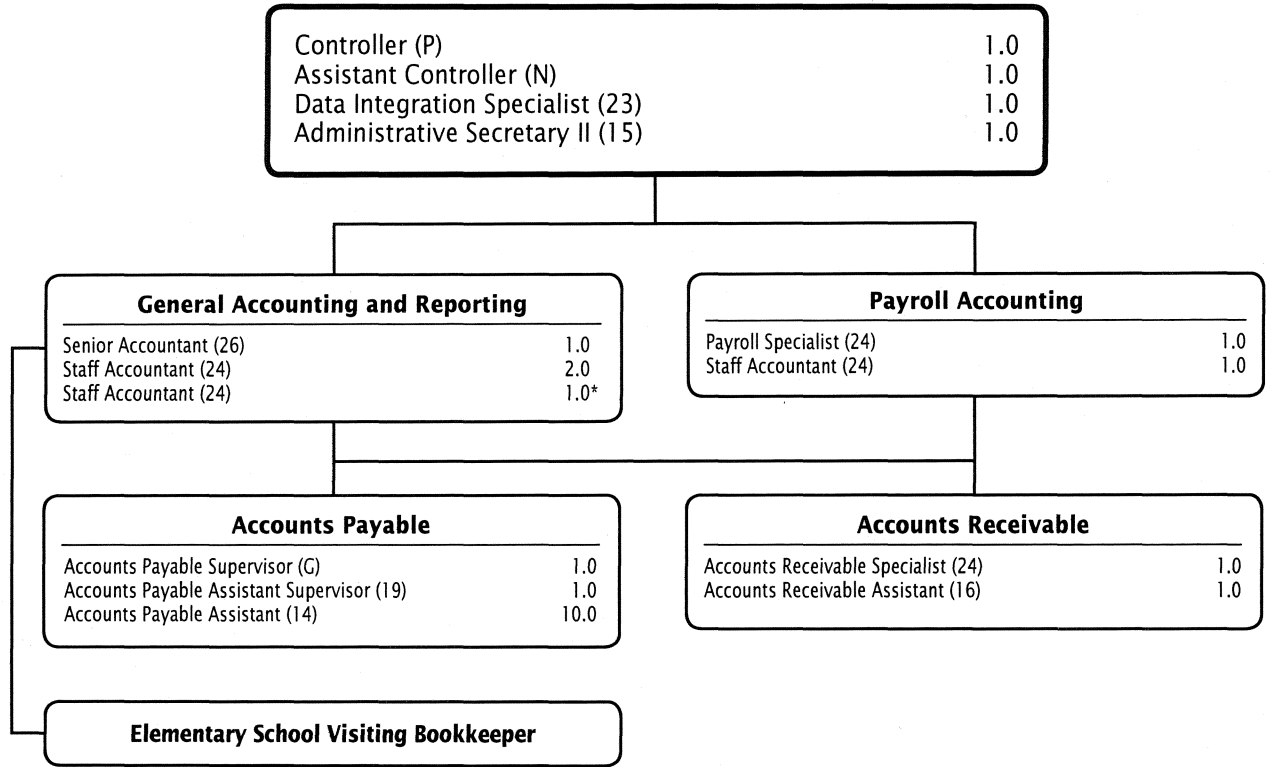 Controller (P) 1.0
Assistant Controller (N) 1.0
Data Integration Specialist (23) 1.0
Administrative Secretary II (15) 1.0
General Accounting and Reporting
Senior Accountant (26) 1.0
Staff Accountant (24) 2.0
Staff Accountant (24) 1.0*
Payroll Accounting
Payroll Specialist (24) 1.0
Staff Accountant (24) 1.0
Accounts Payable
Accounts Payable Supervisor (G) 1.0
Accounts Payable Assistant Supervisor (19) 1.0
Accounts Payable Assistant (14) 10.0
Accounts Receivable
Accounts Receivable Specialist (24) 1.0
Accounts Receivable Assistant (16) 1.0
Elementary School Visiting Bookkeeper